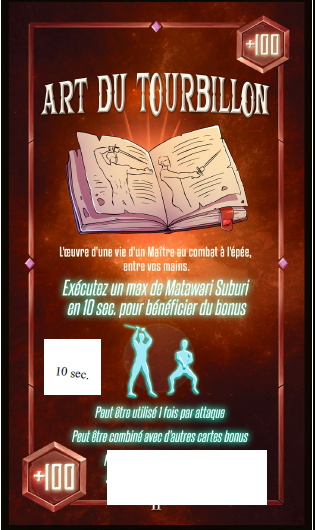 +100
ART DU TOURBILLON
L'œuvre d'une vie d'un Maître au combat à l'épée,
entre vos mains.
Exécutez un max de Matawari Suburi
en 10 sec. pour bénéficier du bonus
10 sec.
Peut être utilisé 1 fois par attaque
Peut être combiné avec d'autres cartes bonus
+100